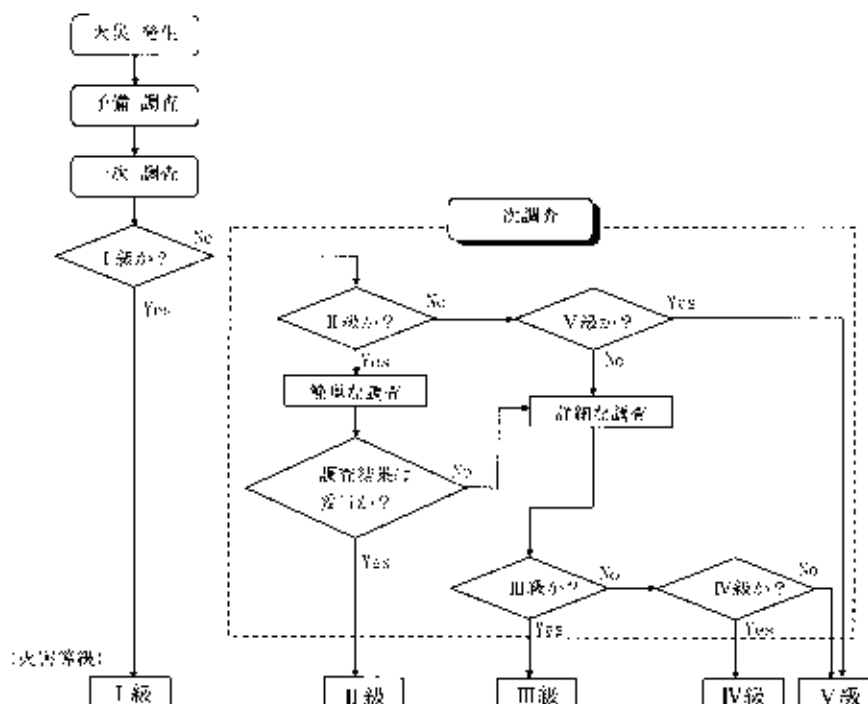 火災 発生
予備 調査
一次 調査
次調査
Ⅰ級か?
No
Yes
Ⅱ級か?
No
Ⅴ級か?
Yes
Yes
No
簡単な調査
詳細な調査
調査結果は
妥当か?
No
Yes
Ⅲ級か?
No
Ⅳ級か?
No
Yes
Yes
(火害等級)
Ⅰ級
Ⅱ級
Ⅲ級
Ⅳ級
Ⅴ級